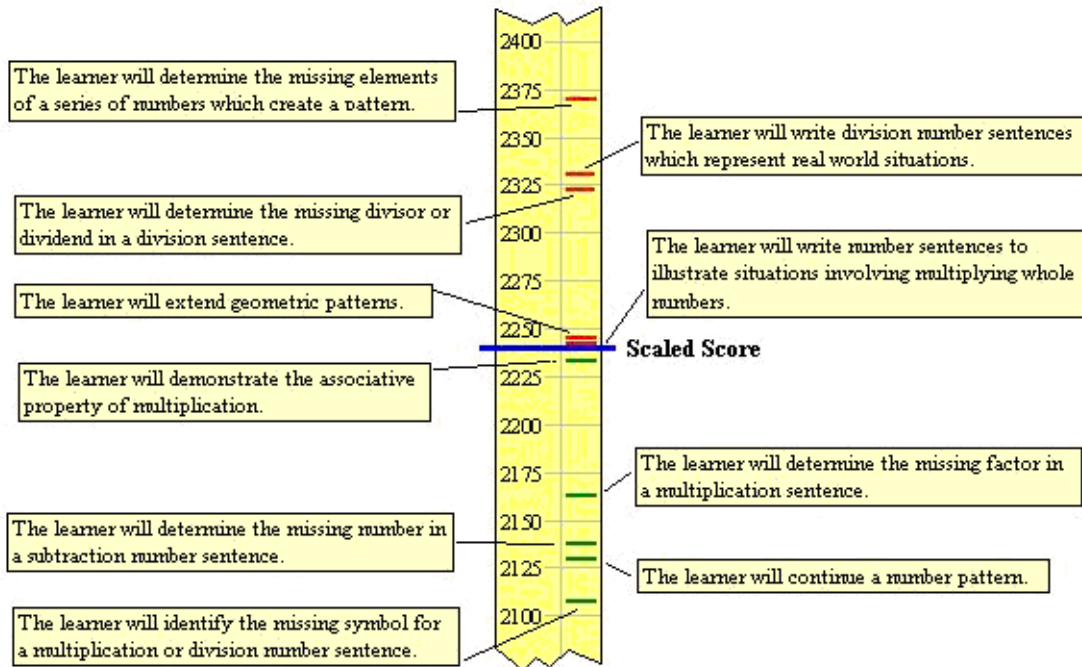 2400
The learner will determine the missing elements
of a series of numbers which create a pattern.
2375
The learner will write division number sentences
which represent real world situations.
2350
2325
The learner will determine the missing divisor or
dividend in a division sentence.
2300
The learner will write number sentences to
illustrate situations involving multiplying whole
numbers.
2275
The learner will extend geometric patterns.
2250
Scaled Score
The learner will demonstrate the associative
property of multiplication.
2225
2200
2175
The learner will determine the missing factor in
a multiplication sentence.
2150
The learner will determine the missing number in
a subtraction number sentence.
2125
The learner will continue a number pattern.
2100
The learner will identify the missing symbol for
a multiplication or division number sentence.